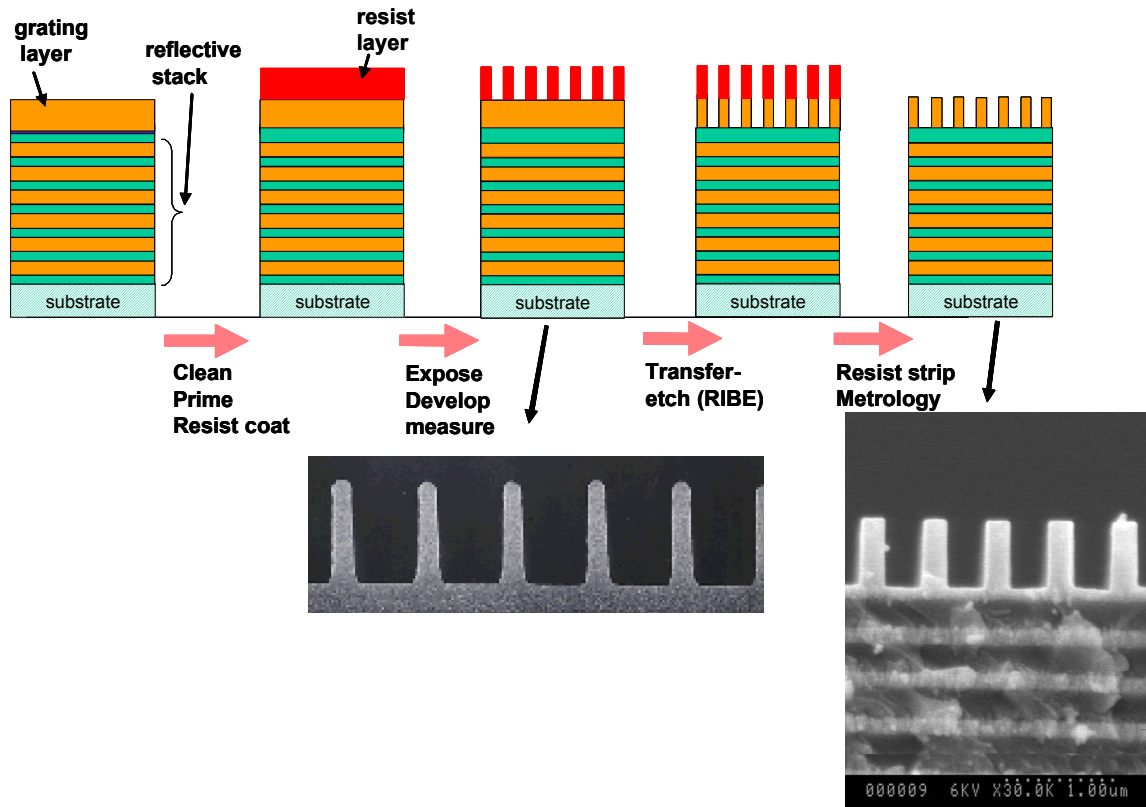 grating
layer
reflective
stack
resist
layer
substrate
substrate
substrate
substrate
substrate
Clean
Prime
Resist coat
Expose
Develop
measure
Transfer-
etch (RIBE)
Resist strip
Metrology
000009 6KV X30.0K 1.00um